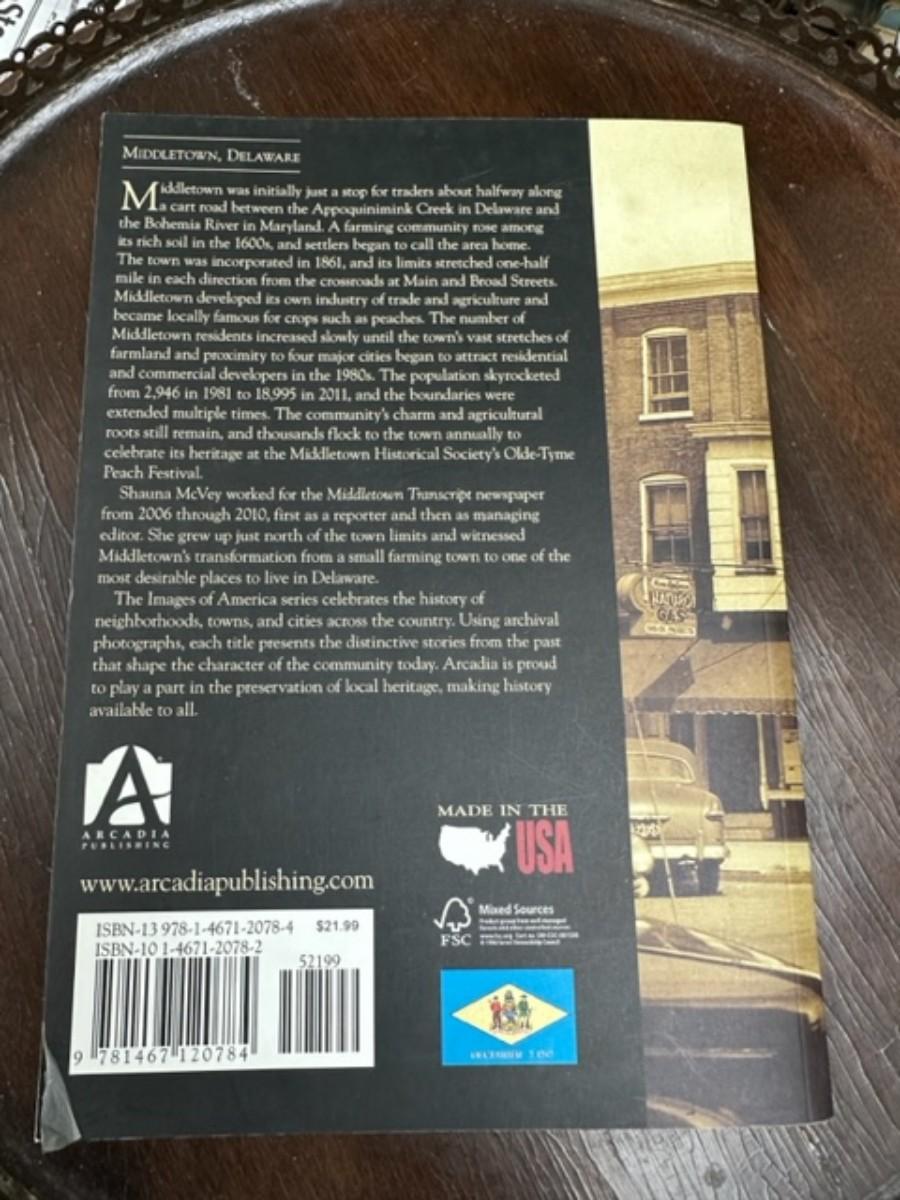 MIDDLETOWN, DELAWARE
Middletown was initially just a stop for traders about halfway along
a cart road between the Appoquinimink Creek in Delaware and
the Bohemia River in Maryland. A farming community rose among
its rich soil in the 1600s, and settlers began to call the area home.
The town was incorporated in 1861, and its limits stretched one-half
mile in each direction from the crossroads at Main and Broad Streets.
Middletown developed its own industry of trade and agriculture and
became locally famous for crops such as peaches. The number of
Middletown residents increased slowly until the town's vast stretches of
farmland and proximity to four major cities began to attract residential
and commercial developers in the 1980s. The population skyrocketed
from 2,946 in 1981 to 18,995 in 2011, and the boundaries were
extended multiple times. The community's charm and agricultural
roots still remain, and thousands flock to the town annually to
celebrate its heritage at the Middletown Historical Society's Olde-Tyme
Peach Festival.
Shauna McVey worked for the Middletown Transcript newspaper
from 2006 through 2010, first as a reporter and then as managing
editor. She grew up just north of the town limits and witnessed
Middletown's transformation from a small farming town to one of the
most desirable places to live in Delaware.
The Images of America series celebrates the history of
neighborhoods, towns, and cities across the country. Using archival
photographs, each title presents the distinctive stories from the past
that shape the character of the community today. Arcadia is proud
to play a part in the preservation of local heritage, making history
available to all.
A
ARCADIA
PUBLISHING
www.arcadiapublishing.com
MADE IN THE
USA
FSC
Mixed Sources
Product group from well-managed
forests and other controlled sources
ISBN-13 978-1-4671-2078-4 $21.99
ISBN-10 1-4671-2078-2
52199
9 781467 120784
GAS